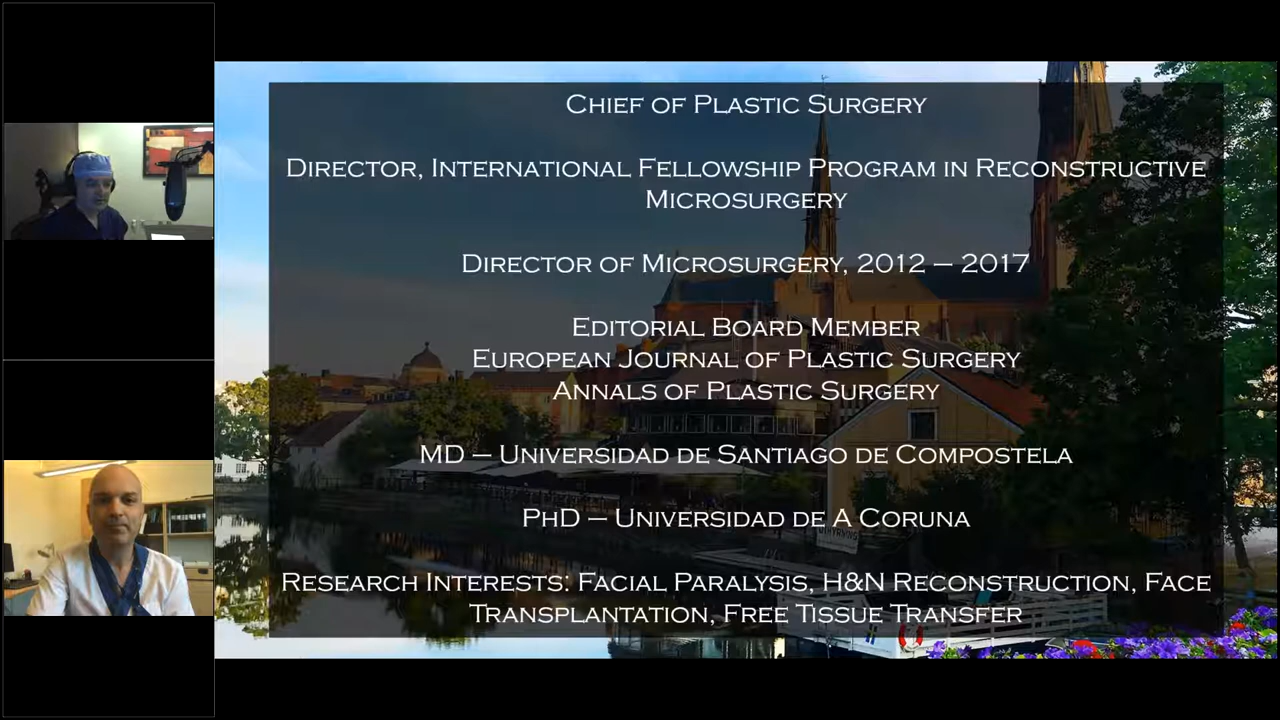 Chief of Plastic Surgery
Director, International Fellowship Program in Reconstructive
Microsurgery
Director of Microsurgery, 2012 – 2017
Editorial Board Member
European Journal of Plastic Surgery
Annals of Plastic Surgery
MD – Universidad de Santiago de Compostela
PhD – Universidad de A Coruna
Research Interests: Facial Paralysis, H&N Reconstruction, Face
Transplantation, Free Tissue Transfer